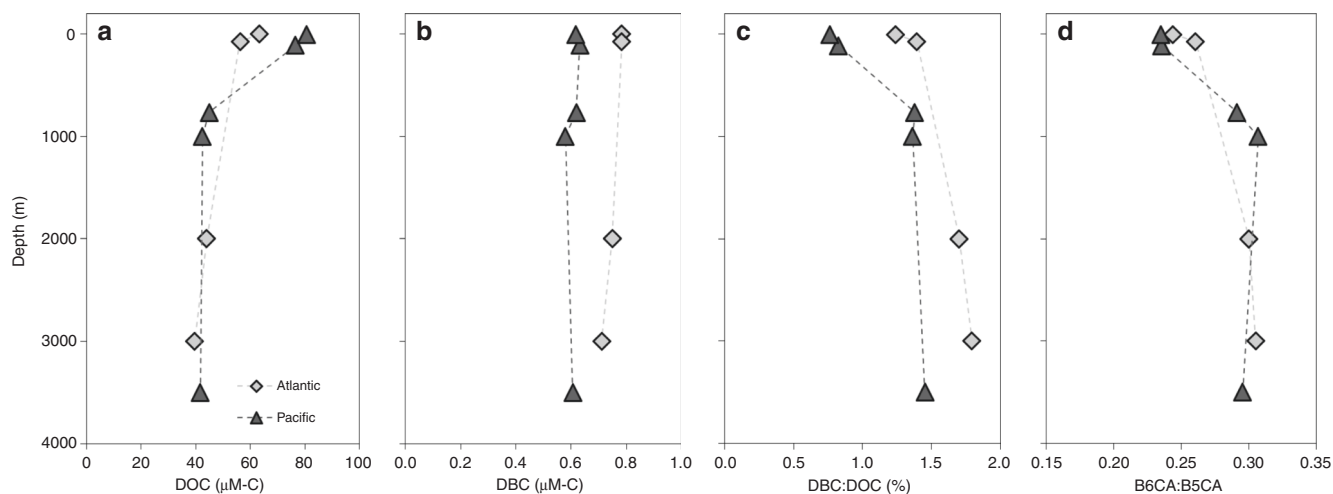 a b c d
0
1000
2000
3000
4000
Depth (m)
Atlantic
Pacific
0 20 40 60 80 100
DOC (μM-C)
0.0 0.2 0.4 0.6 0.8 1.0
DBC (μM-C)
0.0 0.5 1.0 1.5 2.0
DBC:DOC (%)
0.15 0.20 0.25 0.30 0.35
B6CA:B5CA